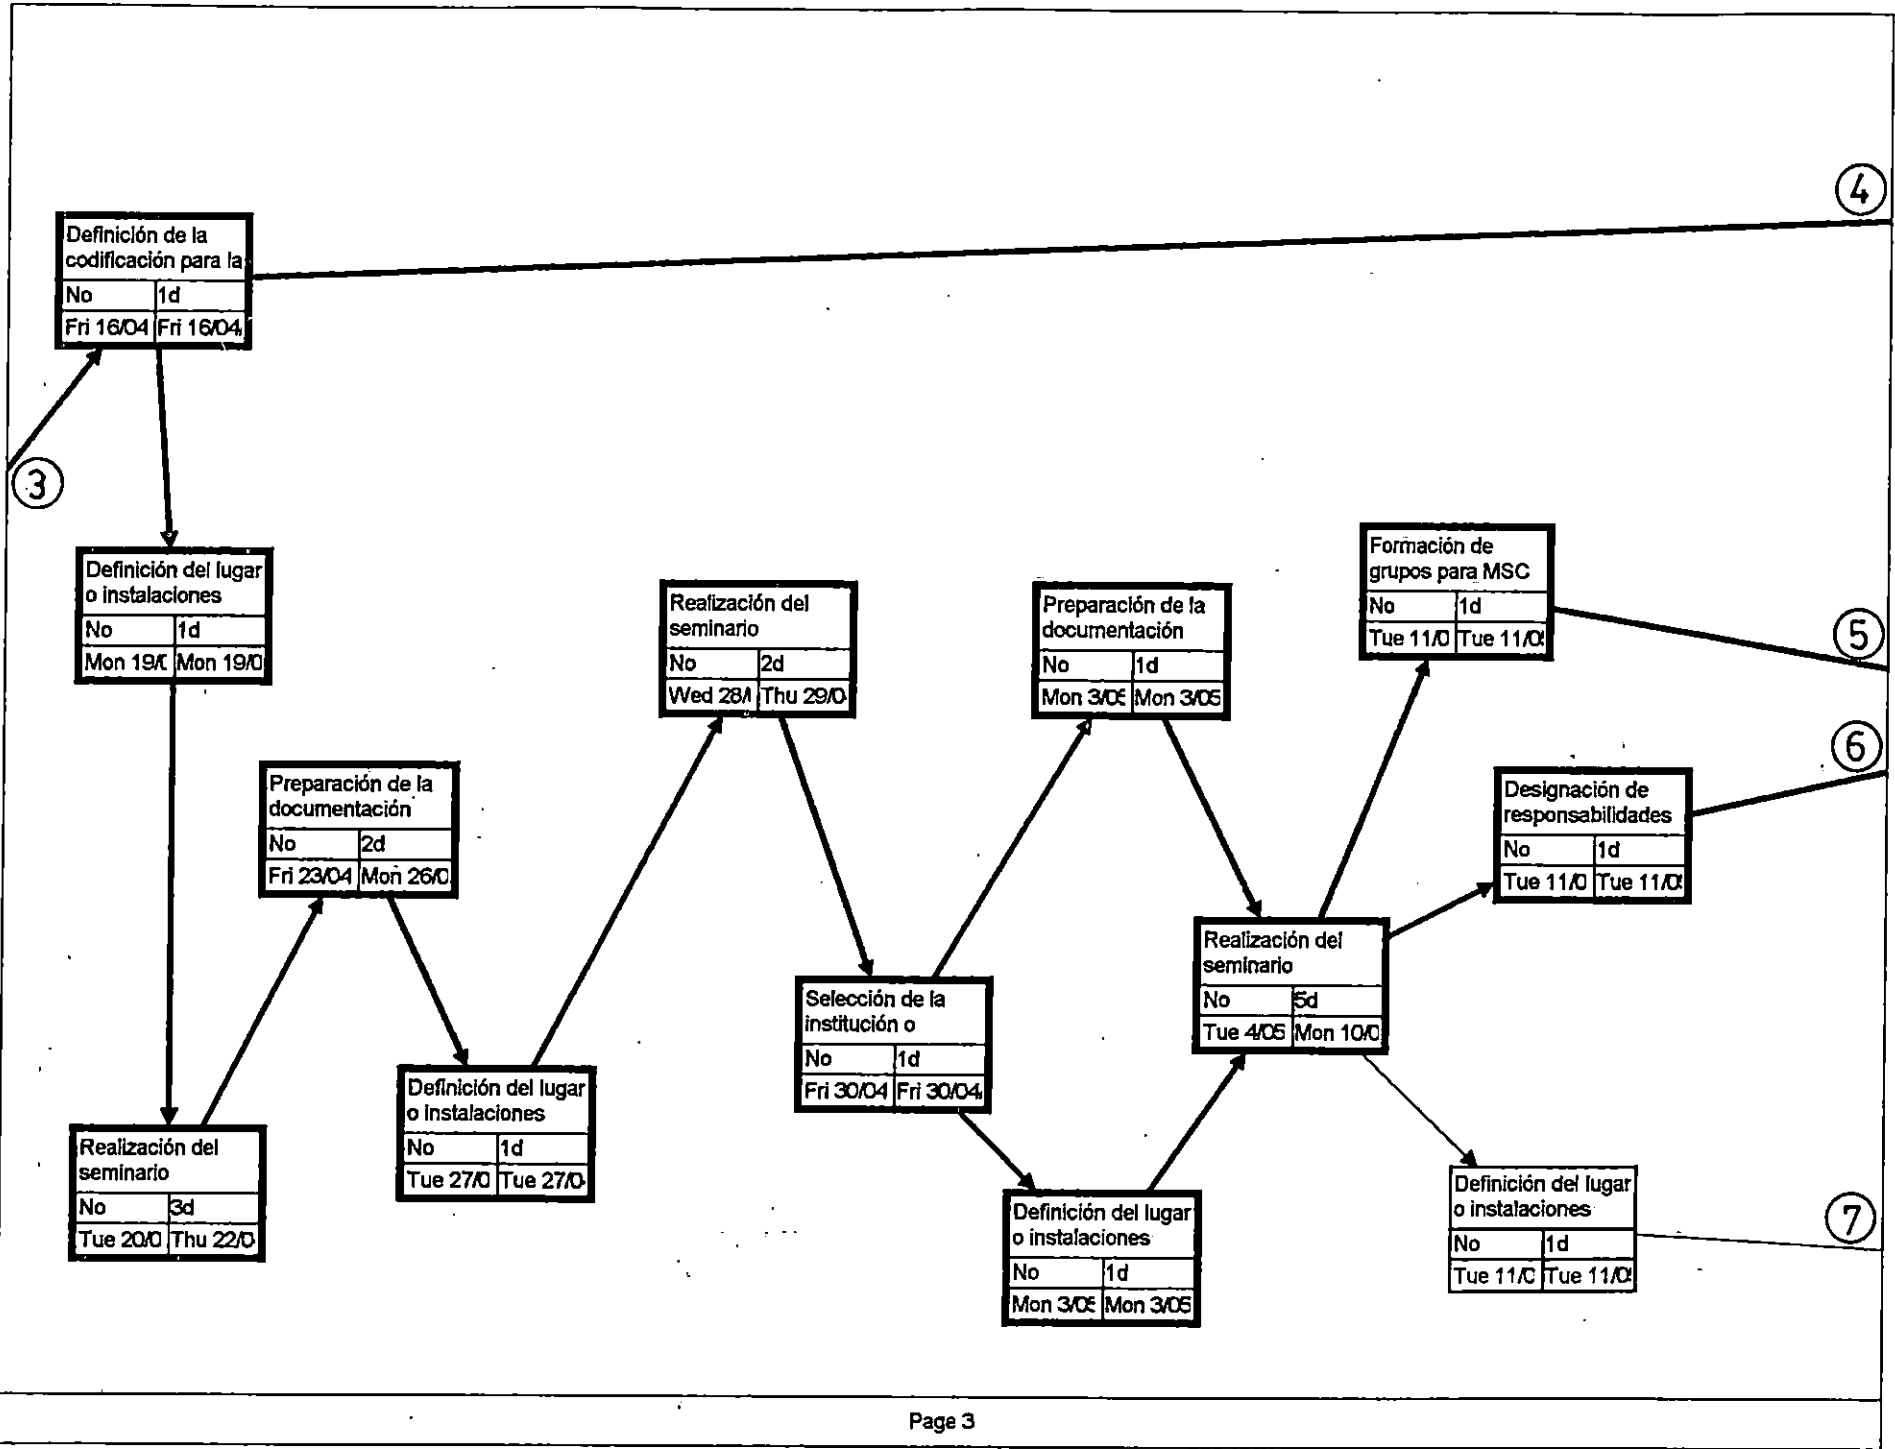 4
Definición de la
codificación para la
No 1d
Fri 16/04 Fri 16/04
3
Definición del lugar
o instalaciones
No 1d
Mon 19/0 Mon 19/0
Realización del
seminario
No 3d
Tue 20/0 Thu 22/0
Preparación de la
documentación
No 2d
Fri 23/04 Mon 26/0
Definición del lugar
o instalaciones
No 1d
Tue 27/0 Tue 27/0
Realización del
seminario
No 2d
Wed 28/ Thu 29/0
Selección de la
institución o
No 1d
Fri 30/04 Fri 30/04
Preparación de la
documentación
No 1d
Mon 3/05 Mon 3/05
Definición del lugar
o instalaciones
No 1d
Mon 3/05 Mon 3/05
Realización del
seminario
No 5d
Tue 4/05 Mon 10/0
Formación de
grupos para MSC
No 1d
Tue 11/0 Tue 11/0
5
Designación de
responsabilidades
No 1d
Tue 11/0 Tue 11/0
6
Definición del lugar
o instalaciones
No 1d
Tue 11/0 Tue 11/0
7
Page 3